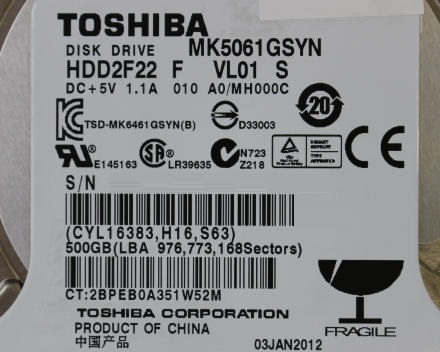 TOSHIBA
DISK DRIVE MK5061GSYN
HDD2F22 F VL01 S
DC+5V 1.1A 010 A0/MH000C
TSD-MK6461GSYN(B) D33003 20
E145163 LR39635 N723
Z218
S/N
(CYL16383,H16,S63)
500GB(LBA 976,773,168Sectors)
CT:2BPEB0A351W52M
TOSHIBA CORPORATION
PRODUCT OF CHINA
中国产品
03JAN2012
FRAGILE